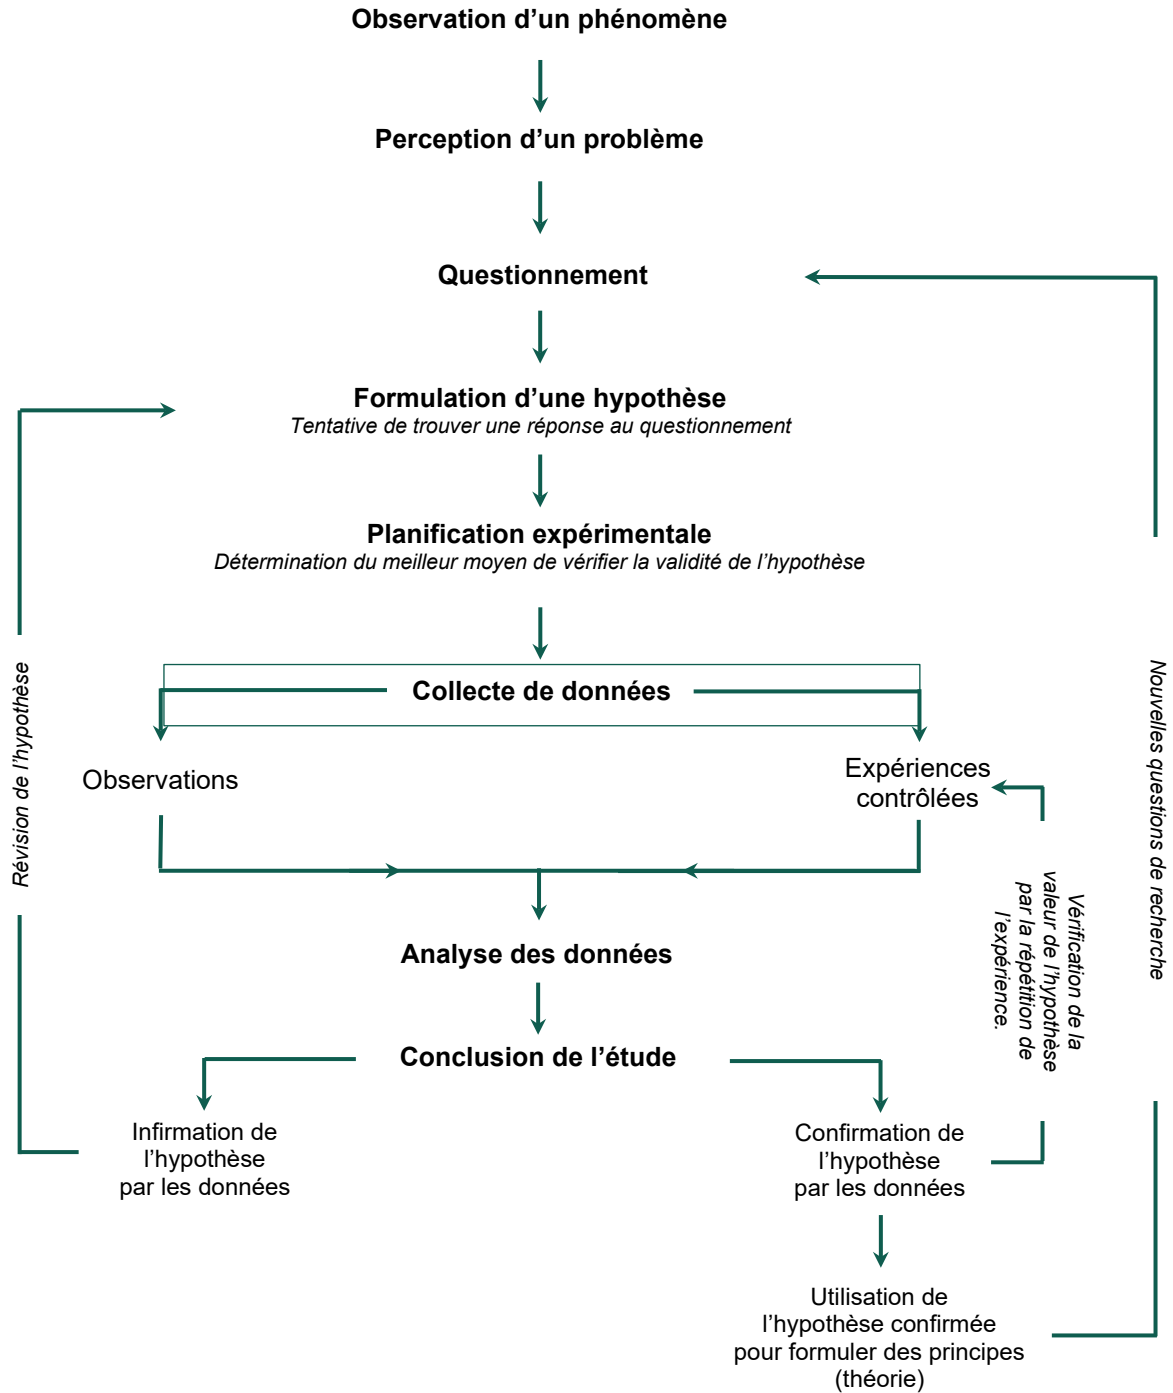 Observation d’un phénomène
Perception d’un problème
Questionnement
Formulation d’une hypothèse
Tentative de trouver une réponse au questionnement
Planification expérimentale
Détermination du meilleur moyen de vérifier la validité de l’hypothèse
Révision de l’hypothèse
Collecte de données
Observations
Expériences
contrôlées
Vérification de la
valeur de l’hypothèse
par la répétition de
l’expérience.
Nouvelles questions de recherche
Analyse des données
Conclusion de l’étude
Infirmation de
l’hypothèse
par les données
Confirmation de
l’hypothèse
par les données
Utilisation de
l’hypothèse confirmée
pour formuler des principes
(théorie)